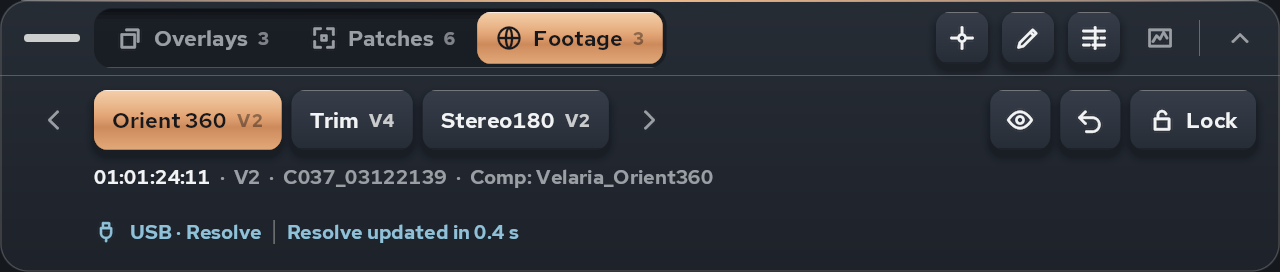 Overlays 3 Patches 6 Footage 3
Orient 360 V2 Trim V4 Stereo180 V2 Lock
01:01:24:11 · V2 · C037_03122139 · Comp: Velaria_Orient360
USB · Resolve | Resolve updated in 0.4 s